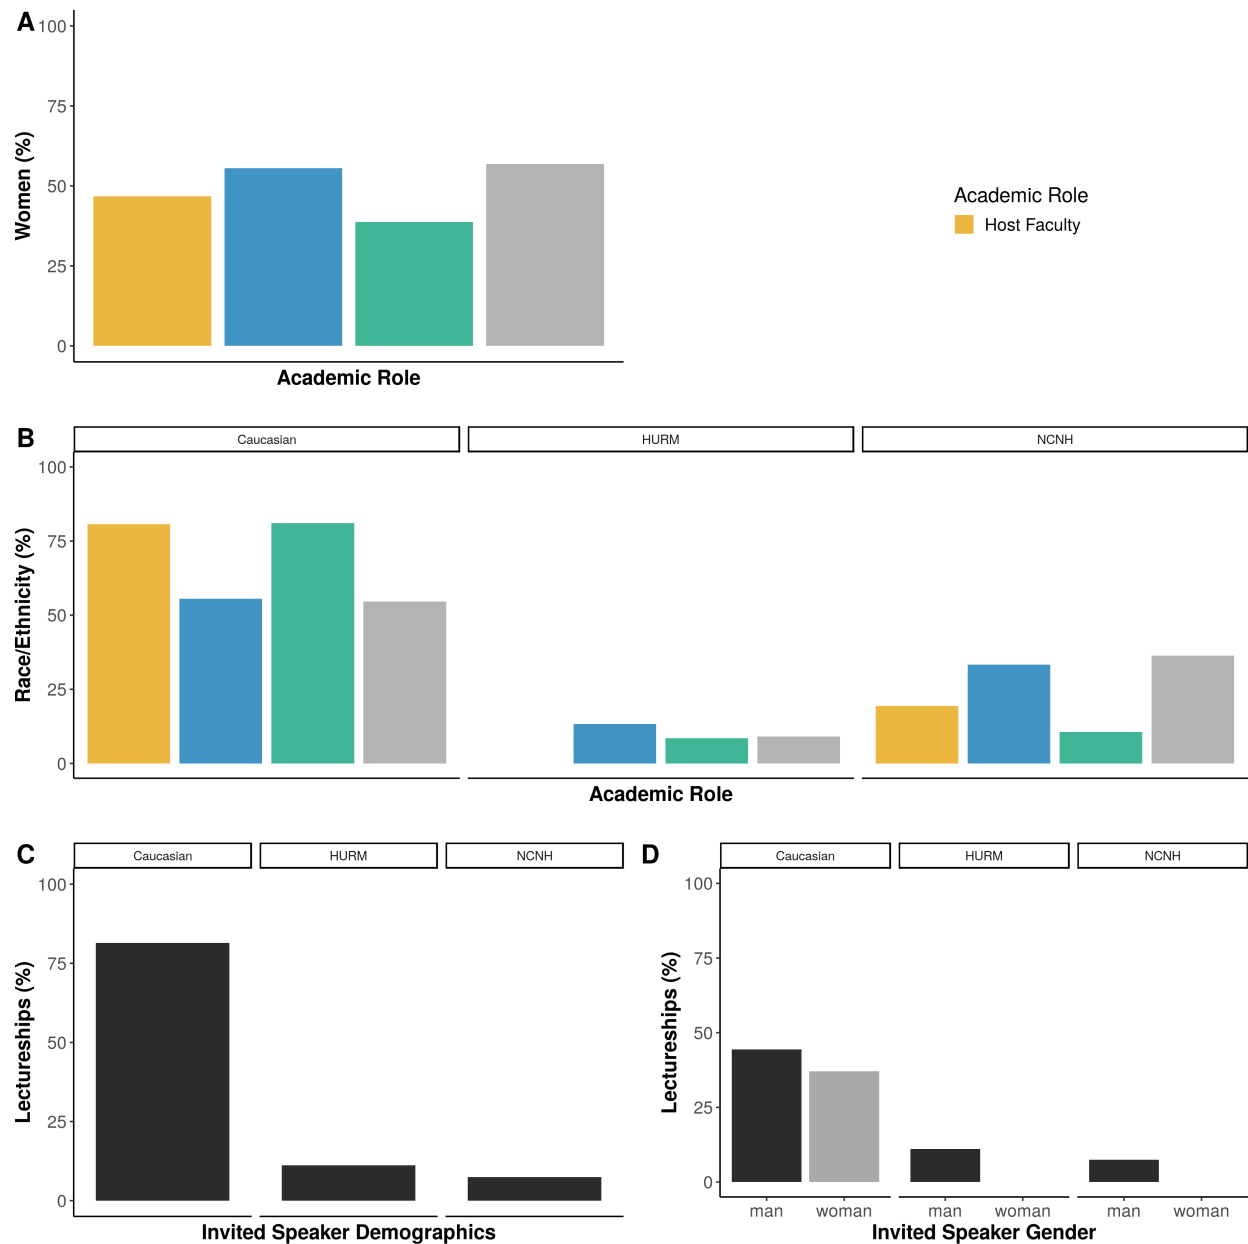 A
100
75
50
25
0
Women (%)
Academic Role
Academic Role
Host Faculty
B
Caucasian HURM NCNH
100
75
50
25
0
Race/Ethnicity (%)
Academic Role
C
Caucasian HURM NCNH
100
75
50
25
0
Lectureships (%)
Invited Speaker Demographics
D
Caucasian HURM NCNH
100
75
50
25
0
Lectureships (%)
man woman man woman man woman
Invited Speaker Gender